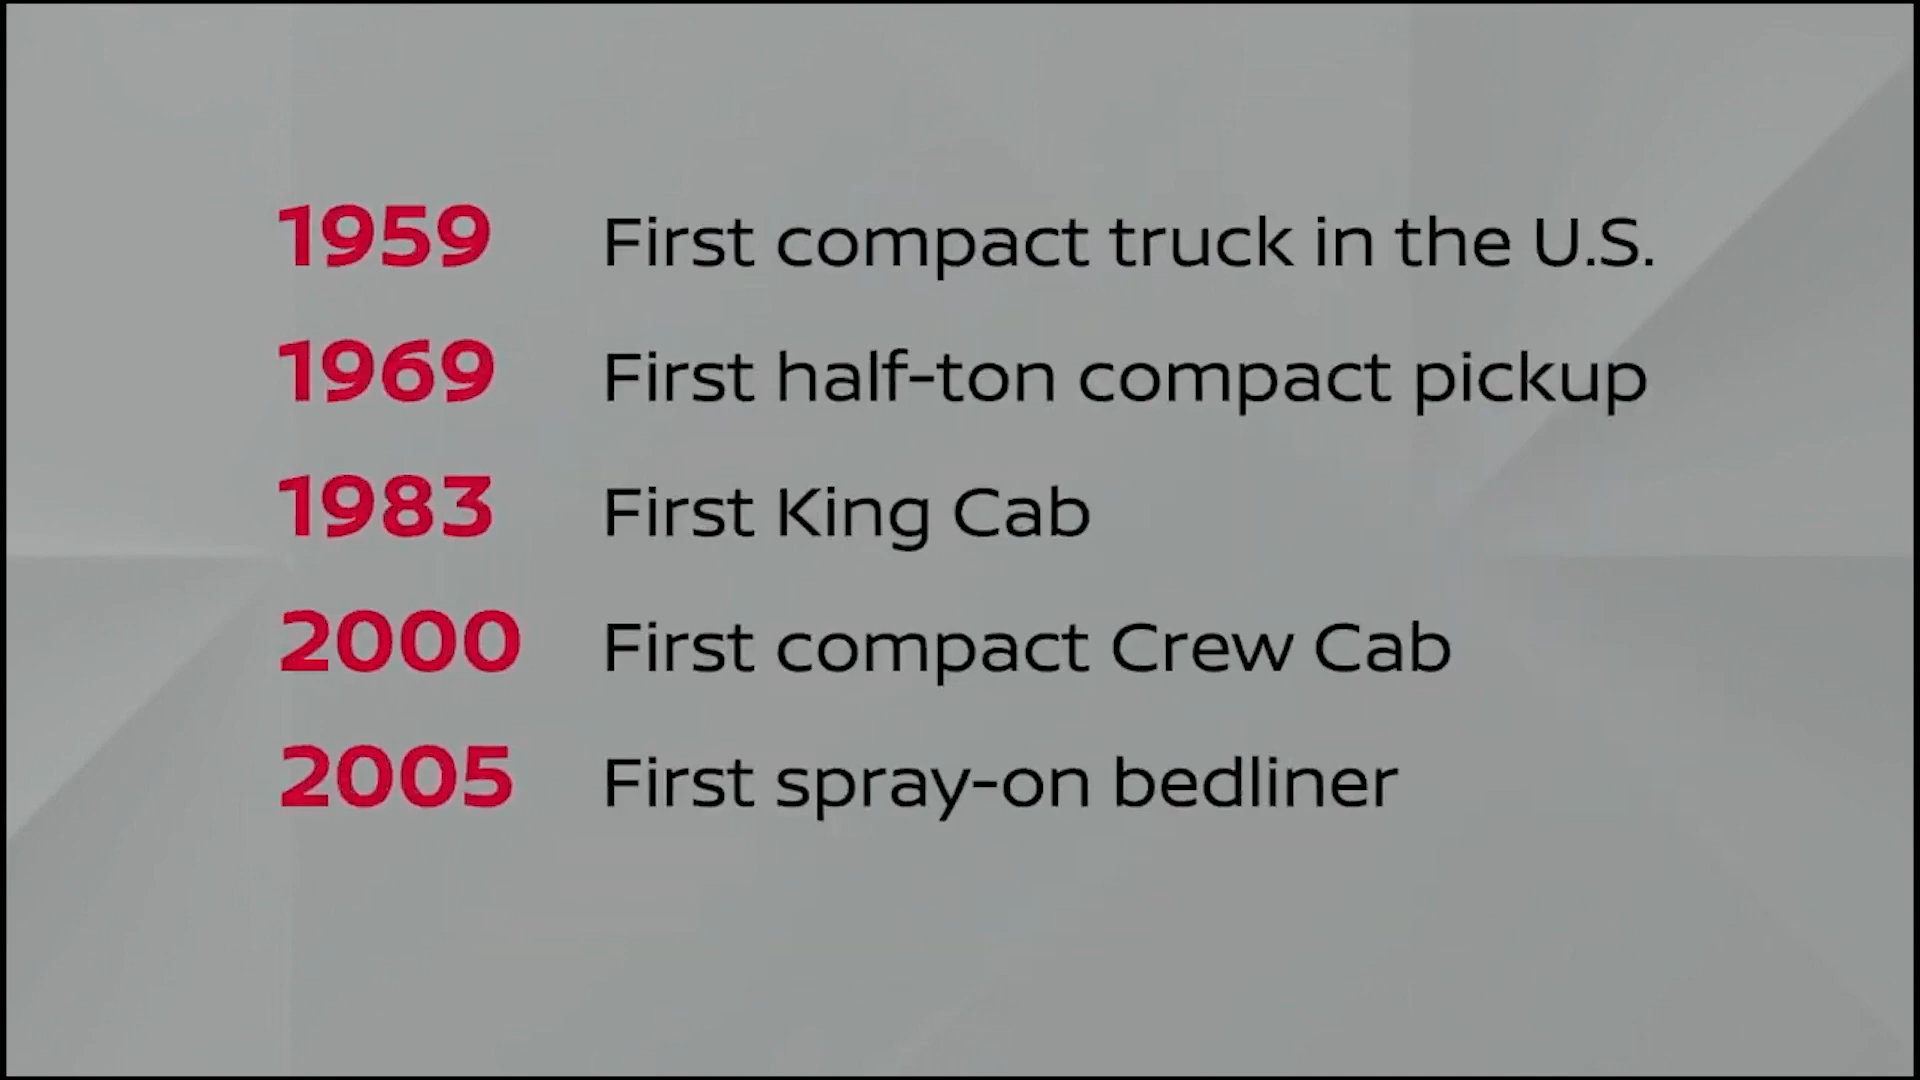 1959 First compact truck in the U.S.
1969 First half-ton compact pickup
1983 First King Cab
2000 First compact Crew Cab
2005 First spray-on bedliner